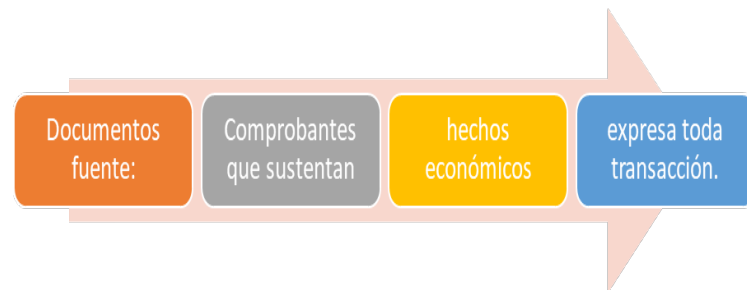 Documentos
fuente:
Comprobantes
que sustentan
hechos
económicos
expresa toda
transacción.